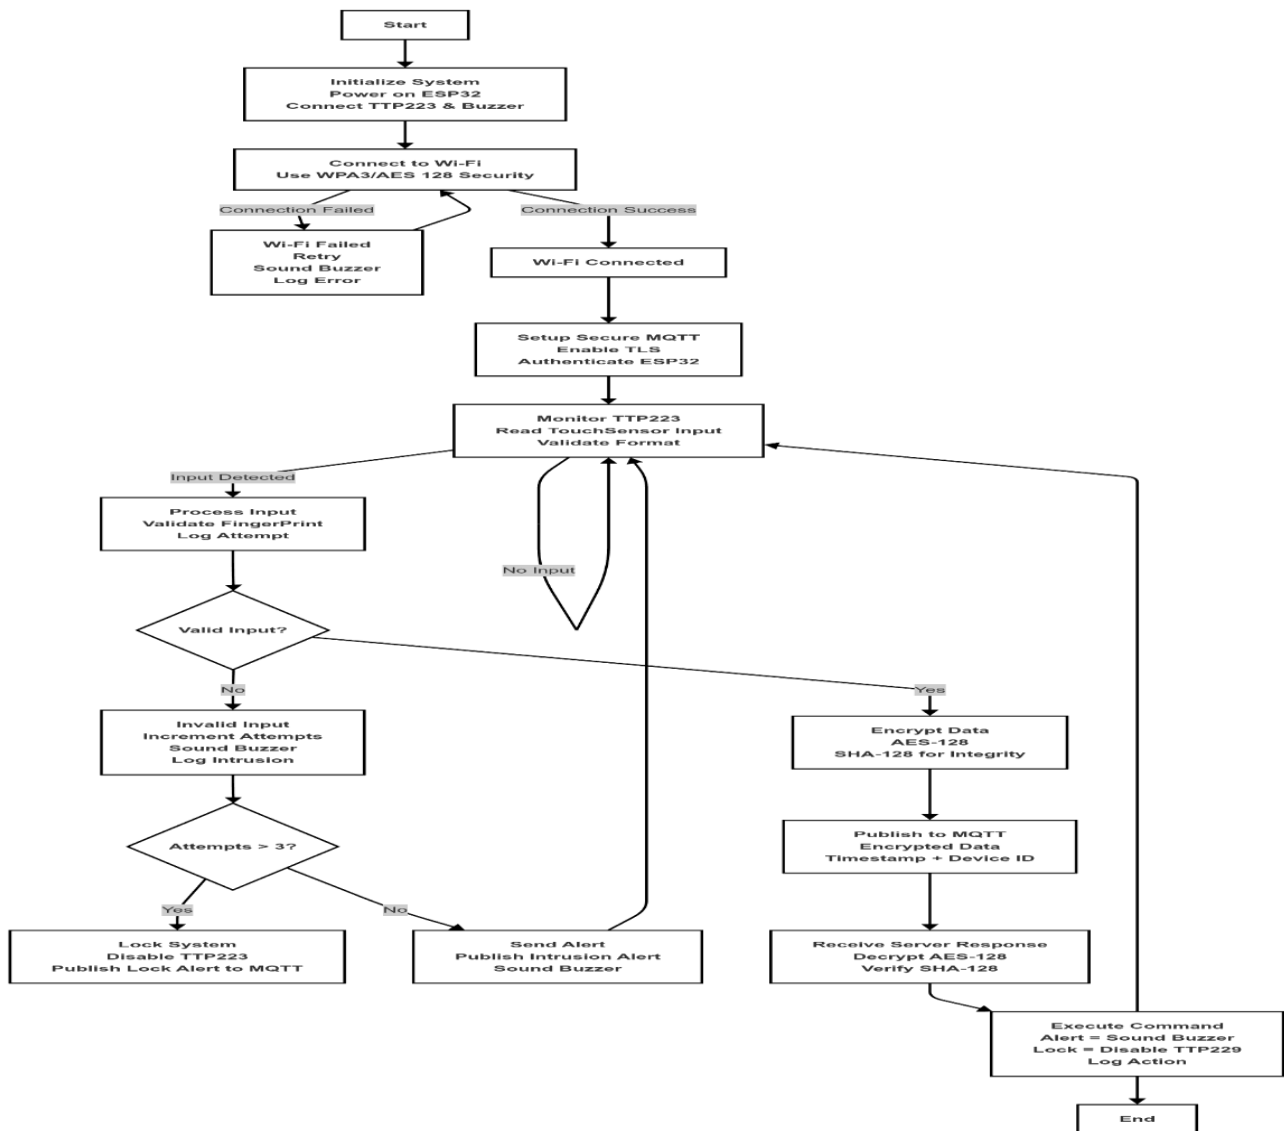 Start
Initialize System
Power on ESP32
Connect TTP223 & Buzzer
Connect to Wi-Fi
Use WPA3/AES 128 Security
Connection Failed
Connection Success
Wi-Fi Failed
Retry
Sound Buzzer
Log Error
Wi-Fi Connected
Setup Secure MQTT
Enable TLS
Authenticate ESP32
Monitor TTP223
Read TouchSensor Input
Validate Format
Input Detected
Process Input
Validate FingerPrint
Log Attempt
No Input
Valid Input?
No
Yes
Invalid Input
Increment Attempts
Sound Buzzer
Log Intrusion
Encrypt Data
AES-128
SHA-128 for Integrity
Attempts > 3?
Publish to MQTT
Encrypted Data
Timestamp + Device ID
Yes
No
Lock System
Disable TTP223
Publish Lock Alert to MQTT
Send Alert
Publish Intrusion Alert
Sound Buzzer
Receive Server Response
Decrypt AES-128
Verify SHA-128
Execute Command
Alert = Sound Buzzer
Lock = Disable TTP229
Log Action
End